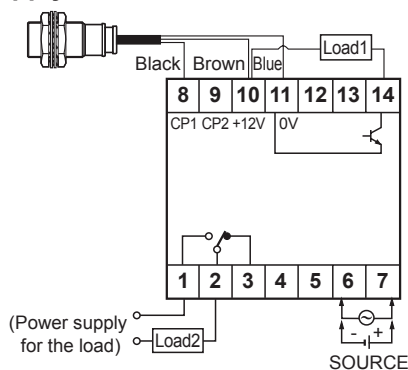 Black Brown Blue Load1
8 9 10 11 12 13 14
CP1 CP2 +12V 0V
1 2 3 4 5 6 7
(Power supply
for the load)
Load2
- +
SOURCE